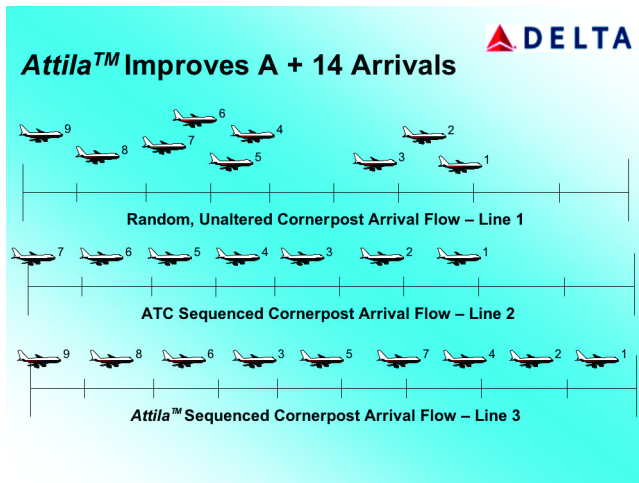 DELTA
Attila™ Improves A + 14 Arrivals
9 8 7 6 5 4 3 2 1
Random, Unaltered Cornerpost Arrival Flow – Line 1
7 6 5 4 3 2 1
ATC Sequenced Cornerpost Arrival Flow – Line 2
9 8 6 3 5 7 4 2 1
Attila™ Sequenced Cornerpost Arrival Flow – Line 3